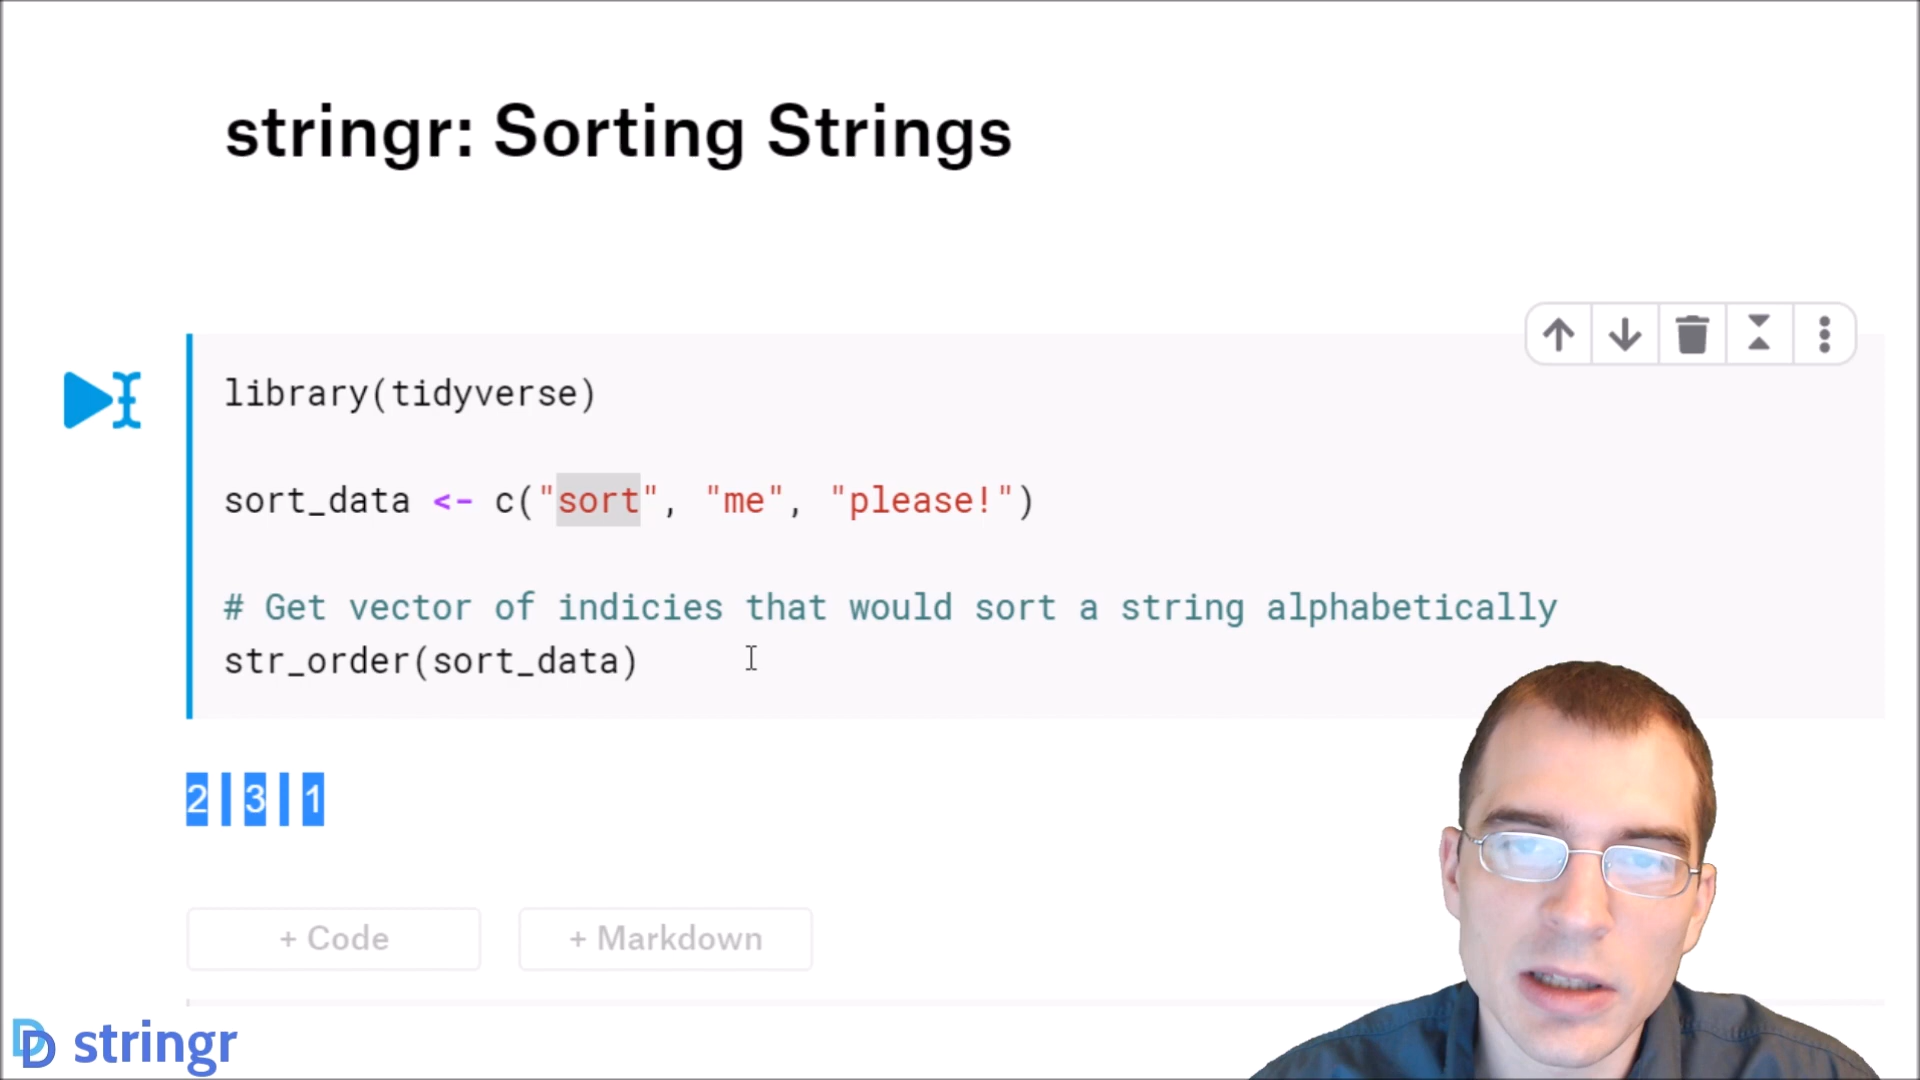 stringr: Sorting Strings
library(tidyverse)
sort_data <- c("sort", "me", "please!")
# Get vector of indicies that would sort a string alphabetically
str_order(sort_data)
2 | 3 | 1
+ Code
+ Markdown
stringr